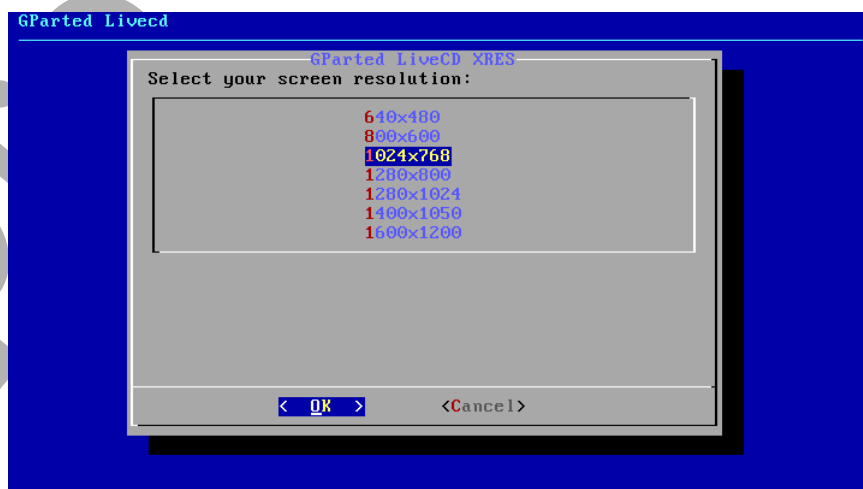 GParted Livecd
GParted LiveCD XRES
Select your screen resolution:
640x480
800x600
1024x768
1280x800
1280x1024
1400x1050
1600x1200
< OK > <Cancel>